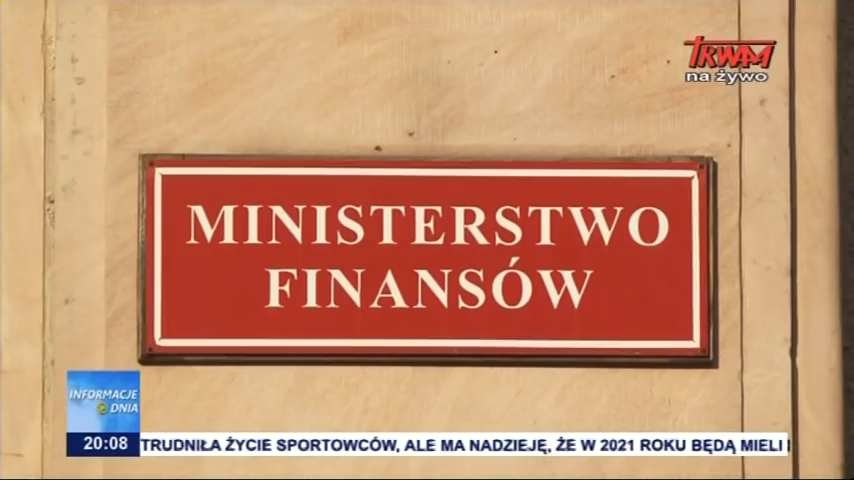 TRWAM
na żywo
MINISTERSTWO
FINANSÓW
INFORMACJE
DNIA
20:08
TRUDNIŁA ŻYCIE SPORTOWCÓW, ALE MA NADZIEJĘ, ŻE W 2021 ROKU BĘDĄ MIELI